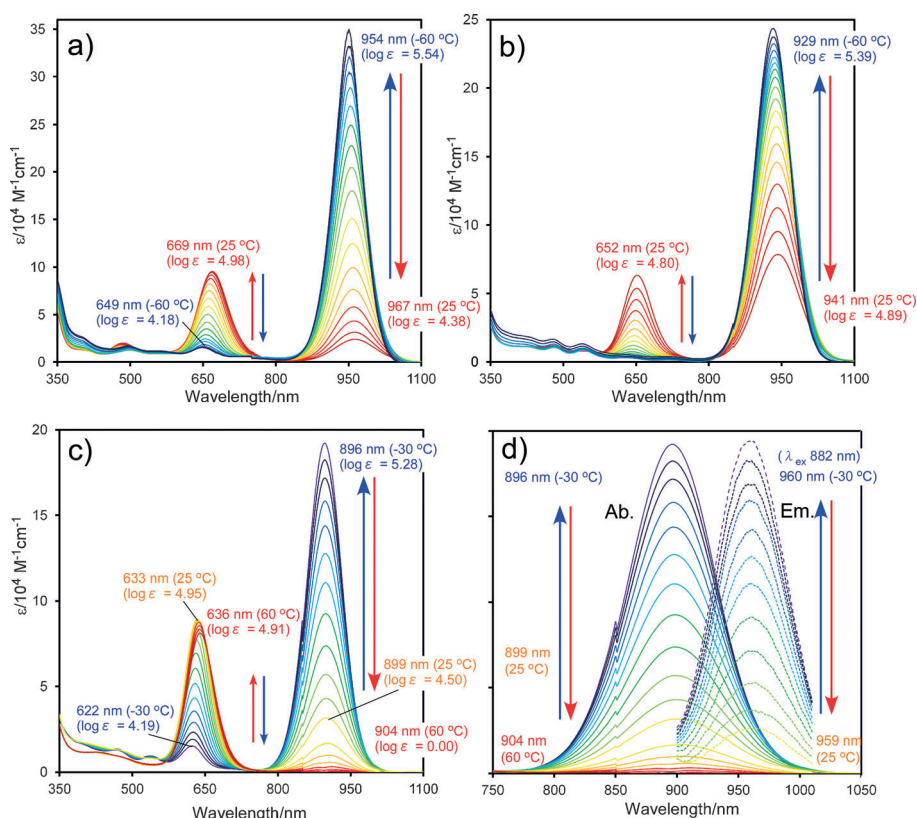 a)
954 nm (-60 ºC)
(log ε = 5.54)
669 nm (25 ºC)
(log ε = 4.98)
649 nm (-60 ºC)
(log ε = 4.18)
967 nm (25 ºC)
(log ε = 4.38)
ε/10⁴ M⁻¹cm⁻¹
35
30
25
20
15
10
5
0
350 500 650 800 950 1100
Wavelength/nm
b)
929 nm (-60 ºC)
(log ε = 5.39)
652 nm (25 ºC)
(log ε = 4.80)
941 nm (25 ºC)
(log ε = 4.89)
ε/10⁴ M⁻¹cm⁻¹
25
20
15
10
5
0
350 500 650 800 950 1100
Wavelength/nm
c)
896 nm (-30 ºC)
(log ε = 5.28)
633 nm (25 ºC)
(log ε = 4.95)
636 nm (60 ºC)
(log ε = 4.91)
899 nm (25 ºC)
(log ε = 4.50)
622 nm (-30 ºC)
(log ε = 4.19)
904 nm (60 ºC)
(log ε = 0.00)
ε/10⁴ M⁻¹cm⁻¹
20
15
10
5
0
350 500 650 800 950 1100
Wavelength/nm
d)
(λex 882 nm)
896 nm (-30 ºC)
960 nm (-30 ºC)
Ab.
Em.
899 nm
(25 ºC)
904 nm
(60 ºC)
959 nm
(25 ºC)
750 800 850 900 950 1000 1050
Wavelength/nm